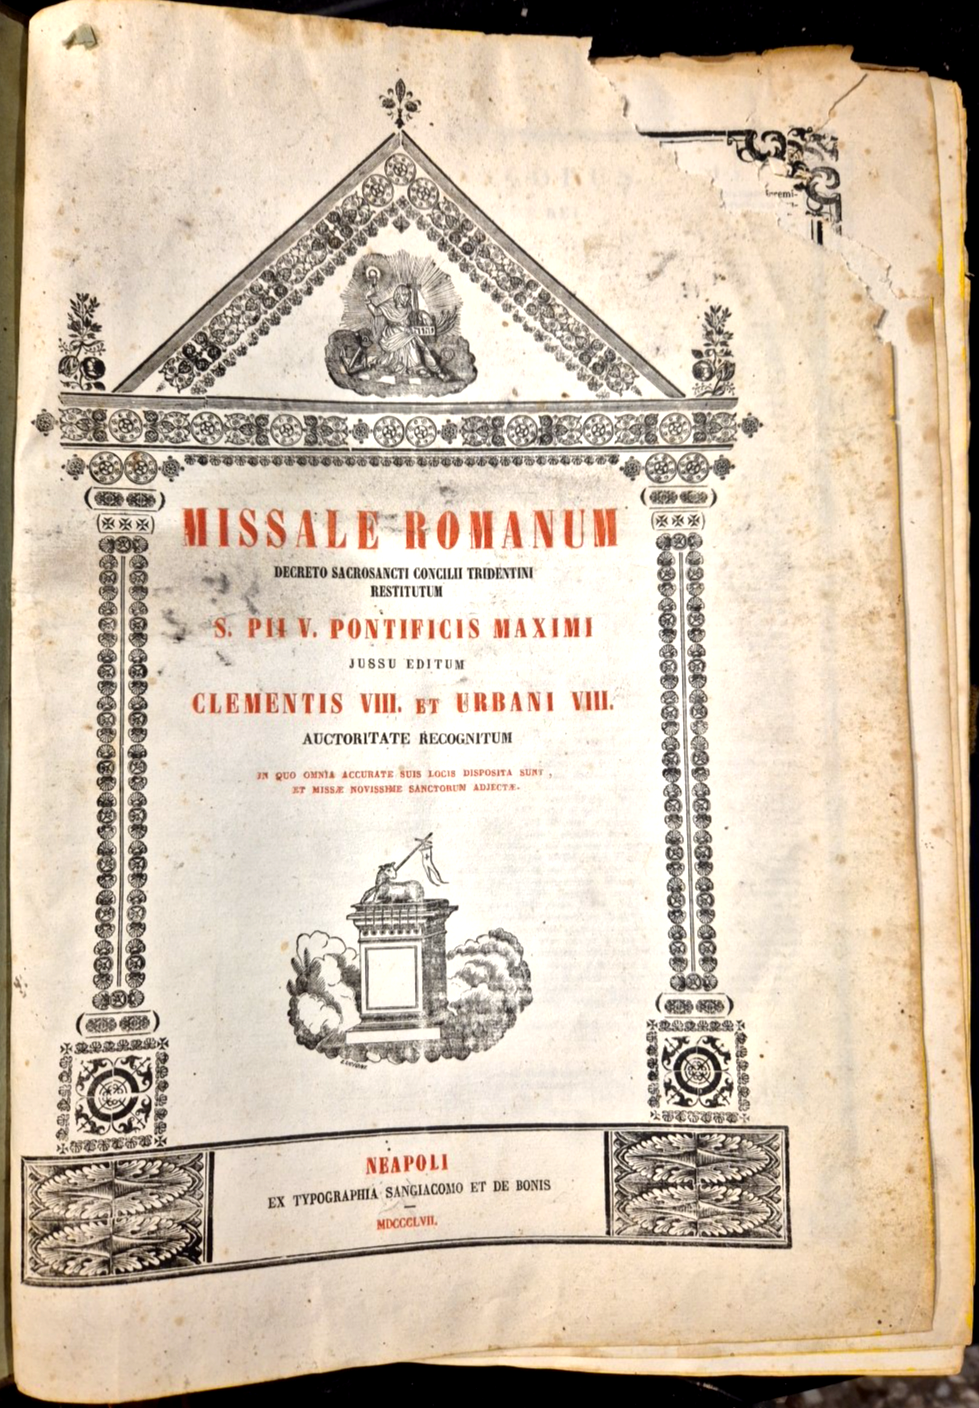 MISSALE ROMANUM
DECRETO SACROSANCTI CONCILII TRIDENTINI
RESTITUTUM
S. PII V. PONTIFICIS MAXIMI
JUSSU EDITUM
CLEMENTIS VIII. ET URBANI VIII.
AUCTORITATE RECOGNITUM
IN QUO OMNIA ACCURATE SUIS LOCIS DISPOSITA SUNT,
ET MISSÆ NOVISSIME SANCTORUM ADJECTÆ.
NEAPOLI
EX TYPOGRAPHIA SANGIACOMO ET DE BONIS
MDCCCLVII.